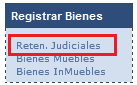 Registrar Bienes
Reten. Judiciales
Bienes Muebles
Bienes InMuebles